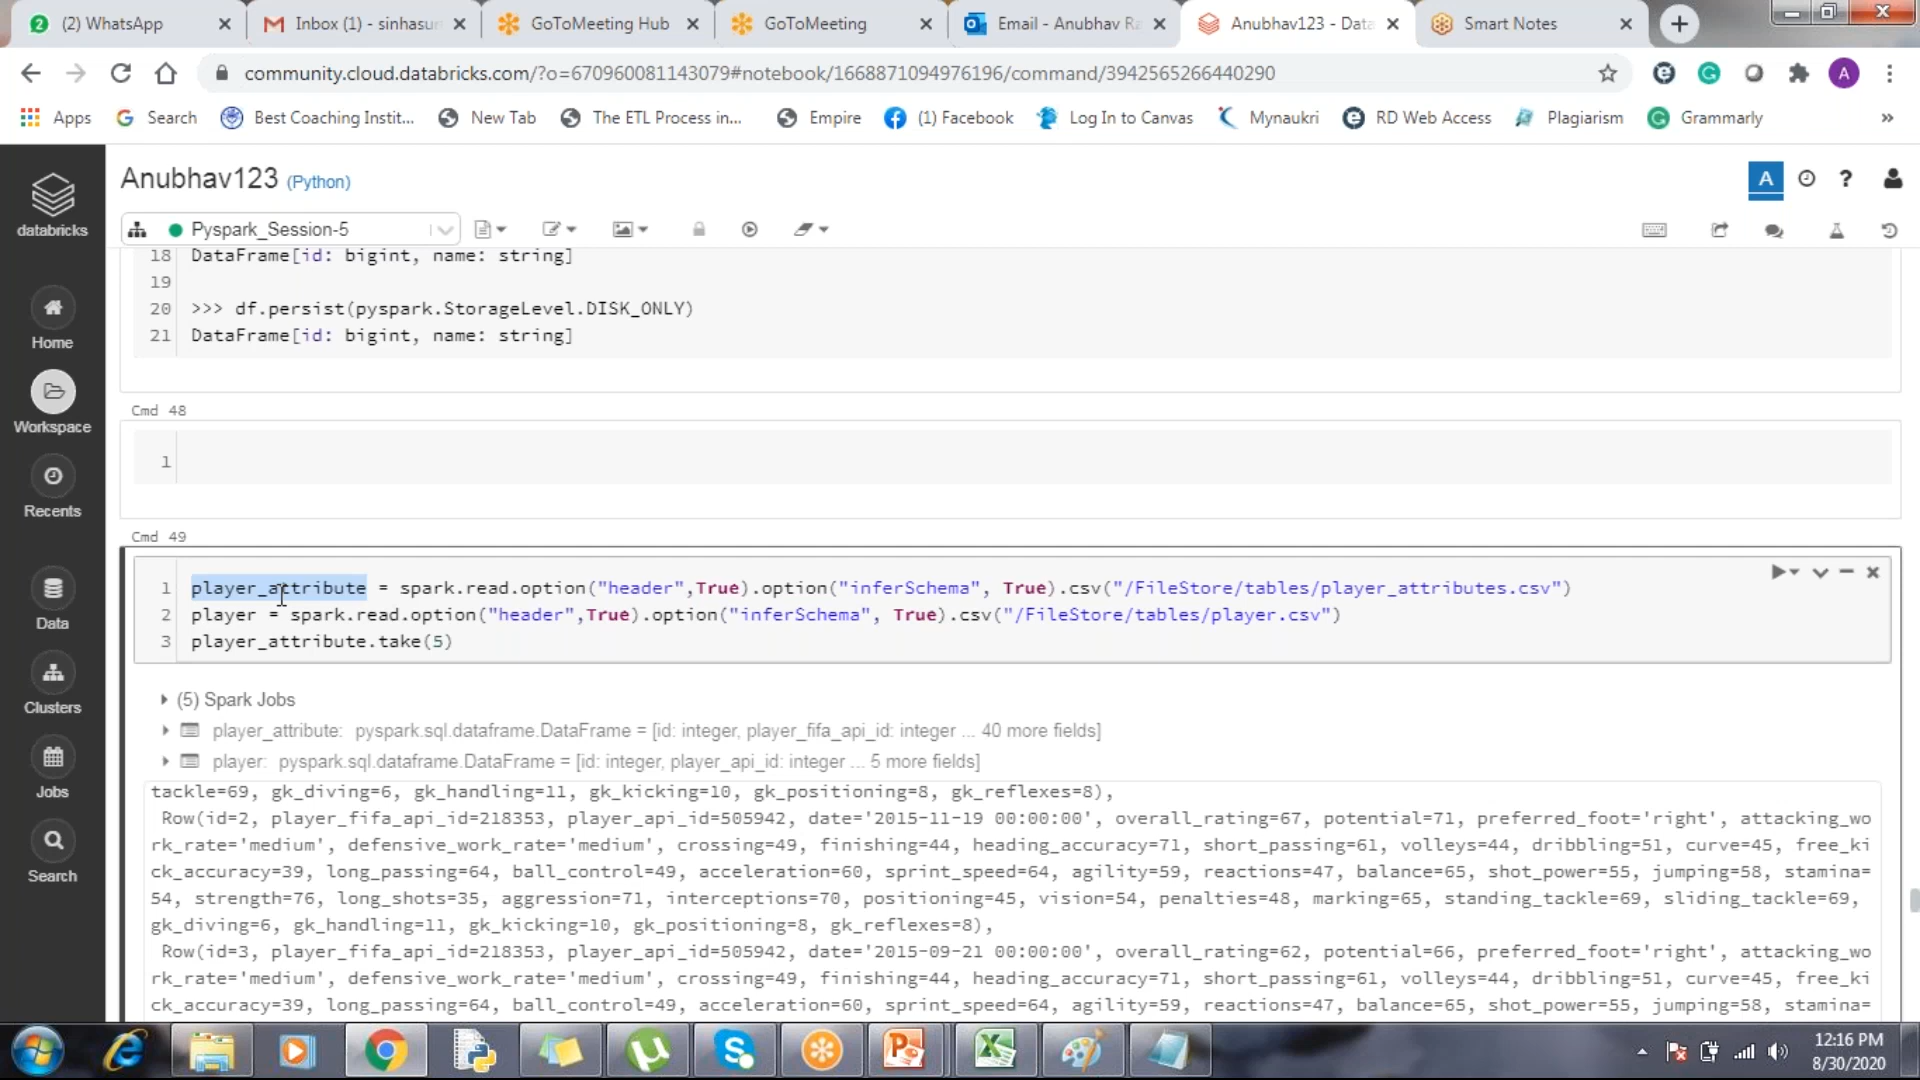 (2) WhatsApp
Inbox (1) - sinhasun
GoToMeeting Hub
GoToMeeting
Email - Anubhav Ra
Anubhav123 - Data
Smart Notes
community.cloud.databricks.com/?o=670960081143079#notebook/1668871094976196/command/3942565266440290
Apps
Search
Best Coaching Instit...
New Tab
The ETL Process in...
Empire
(1) Facebook
Log In to Canvas
Mynaukri
RD Web Access
Plagiarism
Grammarly
»
databricks
Home
Workspace
Recents
Data
Clusters
Jobs
Search
Anubhav123 (Python)
A
?
Pyspark_Session-5
18 DataFrame[id: bigint, name: string]
19
20 >>> df.persist(pyspark.StorageLevel.DISK_ONLY)
21 DataFrame[id: bigint, name: string]
Cmd 48
1
Cmd 49
1 player_attribute = spark.read.option("header",True).option("inferSchema", True).csv("/FileStore/tables/player_attributes.csv")
2 player = spark.read.option("header",True).option("inferSchema", True).csv("/FileStore/tables/player.csv")
3 player_attribute.take(5)
(5) Spark Jobs
player_attribute: pyspark.sql.dataframe.DataFrame = [id: integer, player_fifa_api_id: integer ... 40 more fields]
player: pyspark.sql.dataframe.DataFrame = [id: integer, player_api_id: integer ... 5 more fields]
tackle=69, gk_diving=6, gk_handling=11, gk_kicking=10, gk_positioning=8, gk_reflexes=8),
Row(id=2, player_fifa_api_id=218353, player_api_id=505942, date='2015-11-19 00:00:00', overall_rating=67, potential=71, preferred_foot='right', attacking_wo
rk_rate='medium', defensive_work_rate='medium', crossing=49, finishing=44, heading_accuracy=71, short_passing=61, volleys=44, dribbling=51, curve=45, free_ki
ck_accuracy=39, long_passing=64, ball_control=49, acceleration=60, sprint_speed=64, agility=59, reactions=47, balance=65, shot_power=55, jumping=58, stamina=
54, strength=76, long_shots=35, aggression=71, interceptions=70, positioning=45, vision=54, penalties=48, marking=65, standing_tackle=69, sliding_tackle=69,
gk_diving=6, gk_handling=11, gk_kicking=10, gk_positioning=8, gk_reflexes=8),
Row(id=3, player_fifa_api_id=218353, player_api_id=505942, date='2015-09-21 00:00:00', overall_rating=62, potential=66, preferred_foot='right', attacking_wo
rk_rate='medium', defensive_work_rate='medium', crossing=49, finishing=44, heading_accuracy=71, short_passing=61, volleys=44, dribbling=51, curve=45, free_ki
ck_accuracy=39, long_passing=64, ball_control=49, acceleration=60, sprint_speed=64, agility=59, reactions=47, balance=65, shot_power=55, jumping=58, stamina=
12:16 PM
8/30/2020